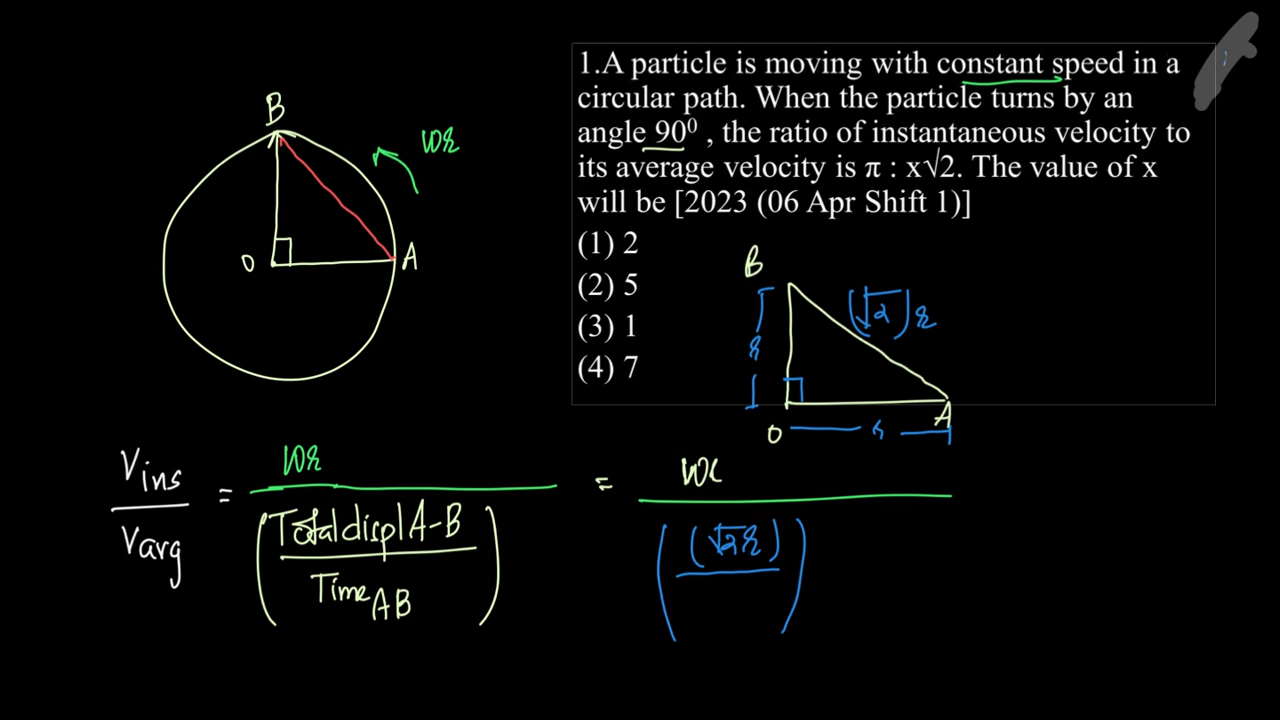 1.A particle is moving with constant speed in a
circular path. When the particle turns by an
angle 90⁰ , the ratio of instantaneous velocity to
its average velocity is π : x√2. The value of x
will be [2023 (06 Apr Shift 1)]
(1) 2
(2) 5
(3) 1
(4) 7
B
ωr
O
A
B
(√2)r
r
O
r
A
Vins
Varg
=
ωr
(Total displ A-B
Time AB)
=
ωr
((√2r))